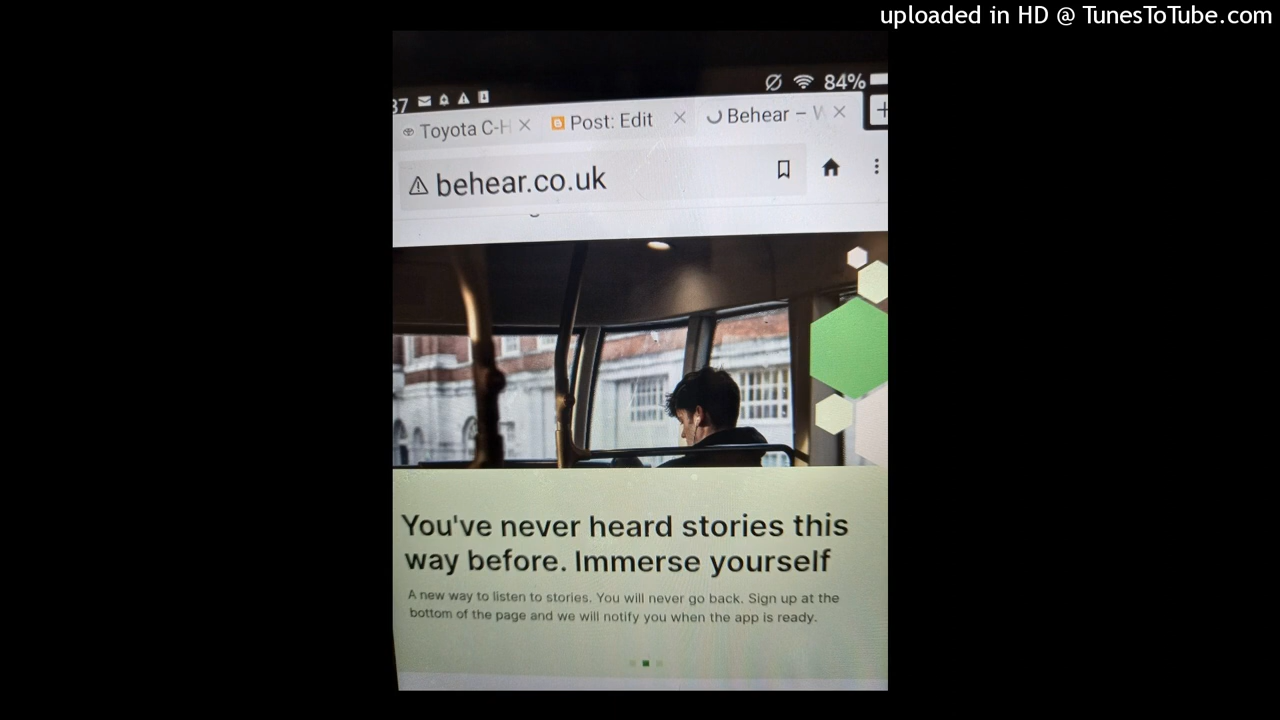 uploaded in HD @ TunesToTube.com
37 84%
Toyota C-H Post: Edit Behear –
behear.co.uk
You've never heard stories this
way before. Immerse yourself
A new way to listen to stories. You will never go back. Sign up at the
bottom of the page and we will notify you when the app is ready.